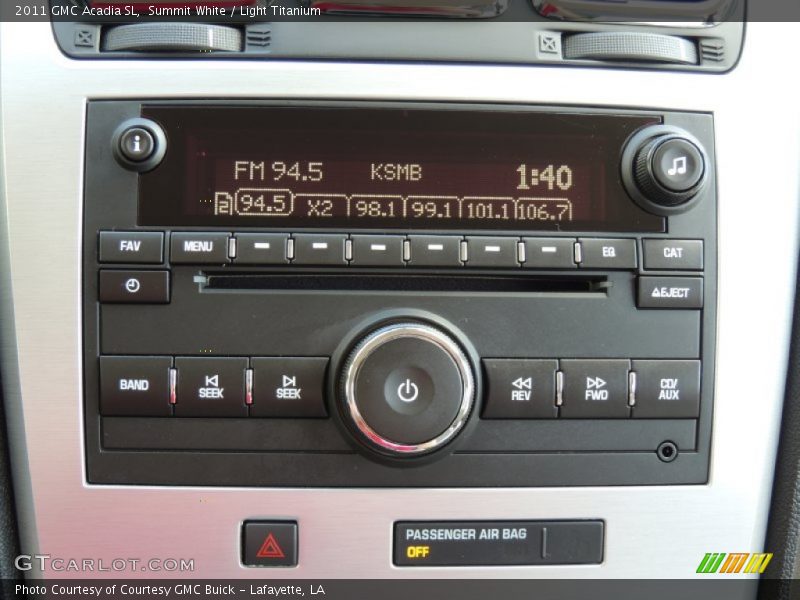 2011 GMC Acadia SL,  Summit White / Light Titanium
i
FM 94.5 KSMB 1:40
2 94.5 X2 98.1 99.1 101.1 106.7
FAV MENU EQ CAT
EJECT
BAND SEEK SEEK REV FWD CD/
AUX
PASSENGER AIR BAG
OFF
GTCARLOT.COM
Photo Courtesy of Courtesy GMC Buick - Lafayette, LA